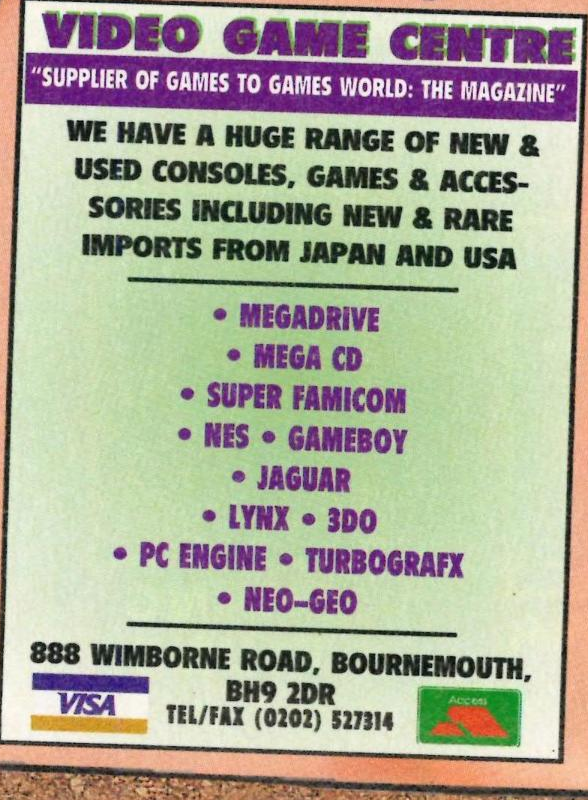 VIDEO GAME CENTRE
"SUPPLIER OF GAMES TO GAMES WORLD: THE MAGAZINE"
WE HAVE A HUGE RANGE OF NEW &
USED CONSOLES, GAMES & ACCES-
SORIES INCLUDING NEW & RARE
IMPORTS FROM JAPAN AND USA
• MEGADRIVE
• MEGA CD
• SUPER FAMICOM
• NES • GAMEBOY
• JAGUAR
• LYNX • 3DO
• PC ENGINE • TURBOGRAFX
• NEO-GEO
888 WIMBORNE ROAD, BOURNEMOUTH,
BH9 2DR
TEL/FAX (0202) 527314
VISA
Access